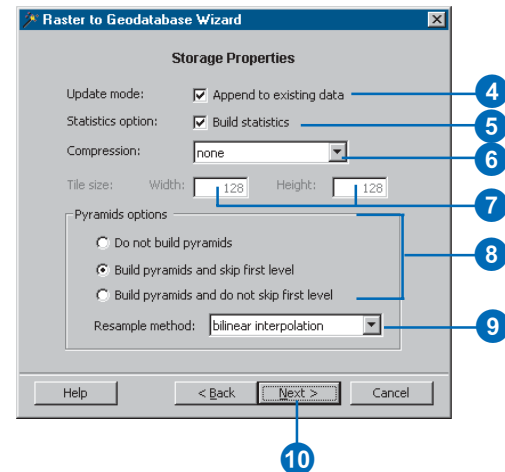 Raster to Geodatabase Wizard
Storage Properties
Update mode: Append to existing data 4
Statistics option: Build statistics 5
Compression: none 6
Tile size: Width: 128 Height: 128
7
Pyramids options
Do not build pyramids
8
Build pyramids and skip first level
Build pyramids and do not skip first level
Resample method: bilinear interpolation 9
Help < Back Next > Cancel
10